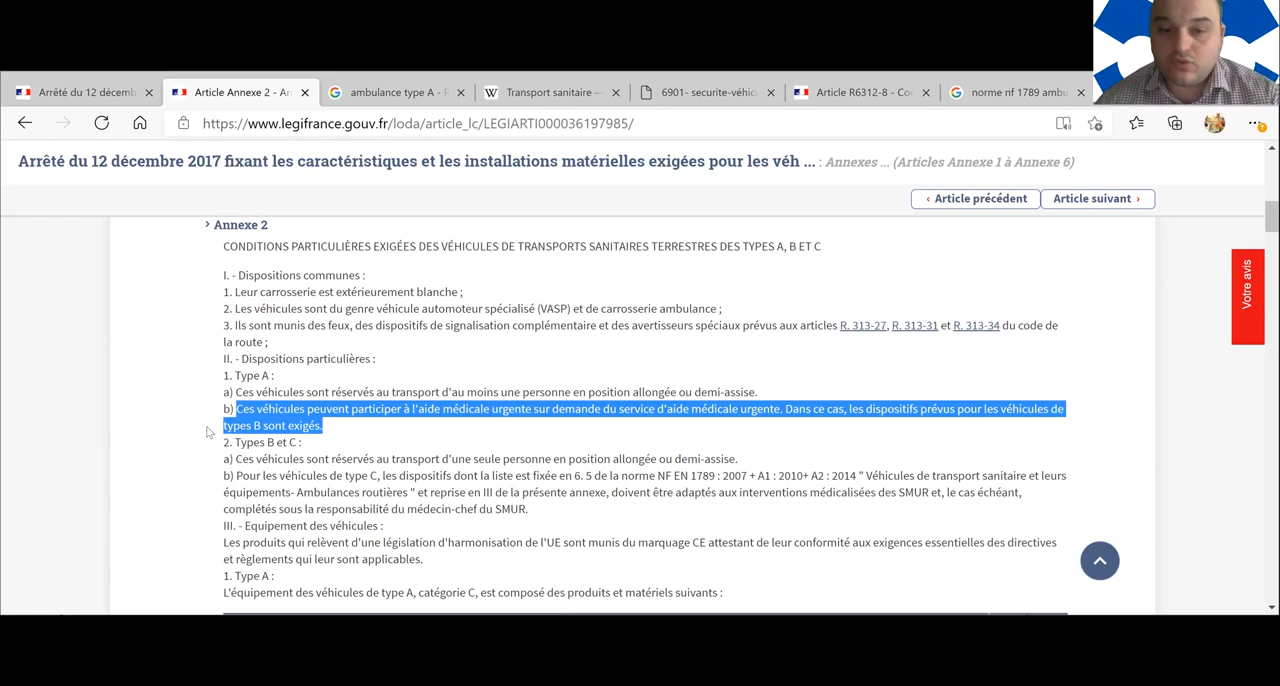 Arrêté du 12 décemb
Article Annexe 2 - Ar
ambulance type A - R
Transport sanitaire —
6901- securite-véhic
Article R6312-8 - Coc
norme nf 1789 ambu
https://www.legifrance.gouv.fr/loda/article_lc/LEGIARTI000036197985/
Arrêté du 12 décembre 2017 fixant les caractéristiques et les installations matérielles exigées pour les véh ... : Annexes ... (Articles Annexe 1 à Annexe 6)
‹ Article précédent
Article suivant ›
Annexe 2
CONDITIONS PARTICULIÈRES EXIGÉES DES VÉHICULES DE TRANSPORTS SANITAIRES TERRESTRES DES TYPES A, B ET C
I. - Dispositions communes :
1. Leur carrosserie est extérieurement blanche ;
2. Les véhicules sont du genre véhicule automoteur spécialisé (VASP) et de carrosserie ambulance ;
3. Ils sont munis des feux, des dispositifs de signalisation complémentaire et des avertisseurs spéciaux prévus aux articles R. 313-27, R. 313-31 et R. 313-34 du code de
la route ;
II. - Dispositions particulières :
1. Type A :
a) Ces véhicules sont réservés au transport d'au moins une personne en position allongée ou demi-assise.
b) Ces véhicules peuvent participer à l'aide médicale urgente sur demande du service d'aide médicale urgente. Dans ce cas, les dispositifs prévus pour les véhicules de
types B sont exigés.
2. Types B et C :
a) Ces véhicules sont réservés au transport d'une seule personne en position allongée ou demi-assise.
b) Pour les véhicules de type C, les dispositifs dont la liste est fixée en 6. 5 de la norme NF EN 1789 : 2007 + A1 : 2010+ A2 : 2014 " Véhicules de transport sanitaire et leurs
équipements- Ambulances routières " et reprise en III de la présente annexe, doivent être adaptés aux interventions médicalisées des SMUR et, le cas échéant,
complétés sous la responsabilité du médecin-chef du SMUR.
III. - Equipement des véhicules :
Les produits qui relèvent d'une législation d'harmonisation de l'UE sont munis du marquage CE attestant de leur conformité aux exigences essentielles des directives
et règlements qui leur sont applicables.
1. Type A :
L'équipement des véhicules de type A, catégorie C, est composé des produits et matériels suivants :
Votre avis